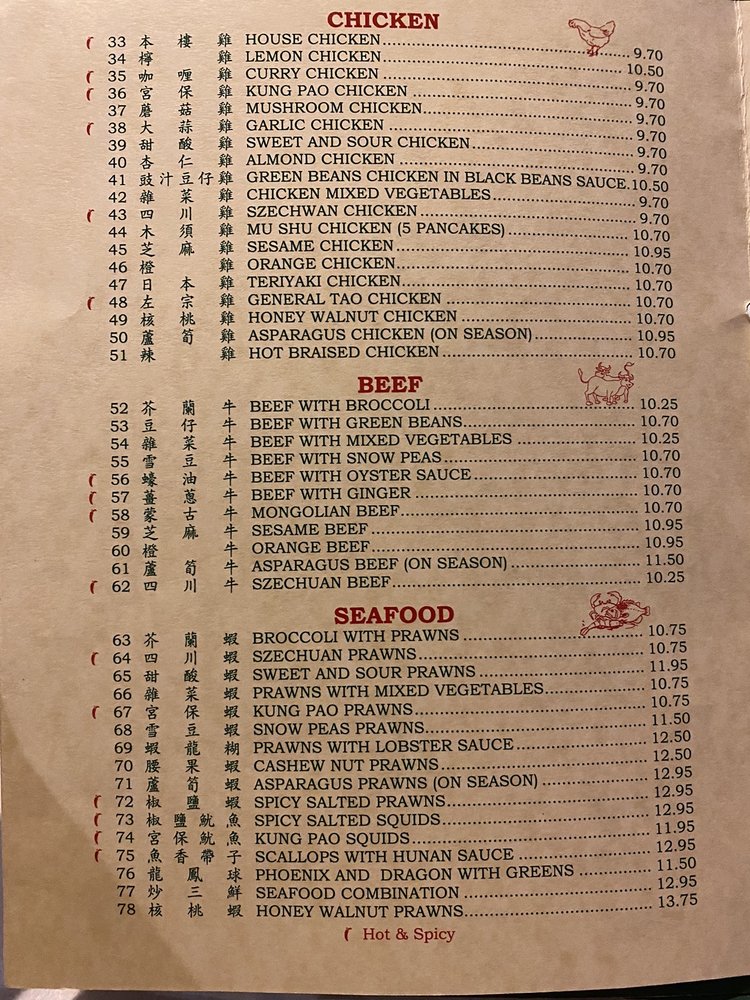 CHICKEN
33 本樓雞 HOUSE CHICKEN 9.70
34 檸雞 LEMON CHICKEN 10.50
35 咖喱雞 CURRY CHICKEN 9.70
36 宮保雞 KUNG PAO CHICKEN 9.70
37 蘑菇雞 MUSHROOM CHICKEN 9.70
38 大蒜雞 GARLIC CHICKEN 9.70
39 甜酸雞 SWEET AND SOUR CHICKEN 9.70
40 杏仁雞 ALMOND CHICKEN 9.70
41 豉汁豆仔雞 GREEN BEANS CHICKEN IN BLACK BEANS SAUCE 10.50
42 雜菜雞 CHICKEN MIXED VEGETABLES 9.70
43 四川雞 SZECHWAN CHICKEN 9.70
44 木須雞 MU SHU CHICKEN (5 PANCAKES) 10.70
45 芝麻雞 SESAME CHICKEN 10.95
46 橙雞 ORANGE CHICKEN 10.70
47 日本雞 TERIYAKI CHICKEN 10.70
48 左宗雞 GENERAL TAO CHICKEN 10.70
49 核桃雞 HONEY WALNUT CHICKEN 10.70
50 蘆筍雞 ASPARAGUS CHICKEN (ON SEASON) 10.95
51 辣雞 HOT BRAISED CHICKEN 10.70
BEEF
52 芥蘭牛 BEEF WITH BROCCOLI 10.25
53 豆仔牛 BEEF WITH GREEN BEANS 10.70
54 雜菜牛 BEEF WITH MIXED VEGETABLES 10.25
55 雪豆牛 BEEF WITH SNOW PEAS 10.70
56 蠔油牛 BEEF WITH OYSTER SAUCE 10.70
57 薑蔥牛 BEEF WITH GINGER 10.70
58 蒙古牛 MONGOLIAN BEEF 10.70
59 芝麻牛 SESAME BEEF 10.95
60 橙牛 ORANGE BEEF 10.95
61 蘆筍牛 ASPARAGUS BEEF (ON SEASON) 11.50
62 四川牛 SZECHUAN BEEF 10.25
SEAFOOD
63 芥蘭蝦 BROCCOLI WITH PRAWNS 10.75
64 四川蝦 SZECHUAN PRAWNS 10.75
65 甜酸蝦 SWEET AND SOUR PRAWNS 11.95
66 雜菜蝦 PRAWNS WITH MIXED VEGETABLES 10.75
67 宮保蝦 KUNG PAO PRAWNS 10.75
68 雪豆蝦 SNOW PEAS PRAWNS 11.50
69 蝦龍糊 PRAWNS WITH LOBSTER SAUCE 12.50
70 腰果蝦 CASHEW NUT PRAWNS 12.50
71 蘆筍蝦 ASPARAGUS PRAWNS (ON SEASON) 12.95
72 椒鹽蝦 SPICY SALTED PRAWNS 12.95
73 椒鹽魷魚 SPICY SALTED SQUIDS 12.95
74 宮保魷魚 KUNG PAO SQUIDS 11.95
75 魚香帶子 SCALLOPS WITH HUNAN SAUCE 12.95
76 龍鳳球 PHOENIX AND DRAGON WITH GREENS 11.50
77 炒三鮮 SEAFOOD COMBINATION 12.95
78 核桃蝦 HONEY WALNUT PRAWNS 13.75
Hot & Spicy